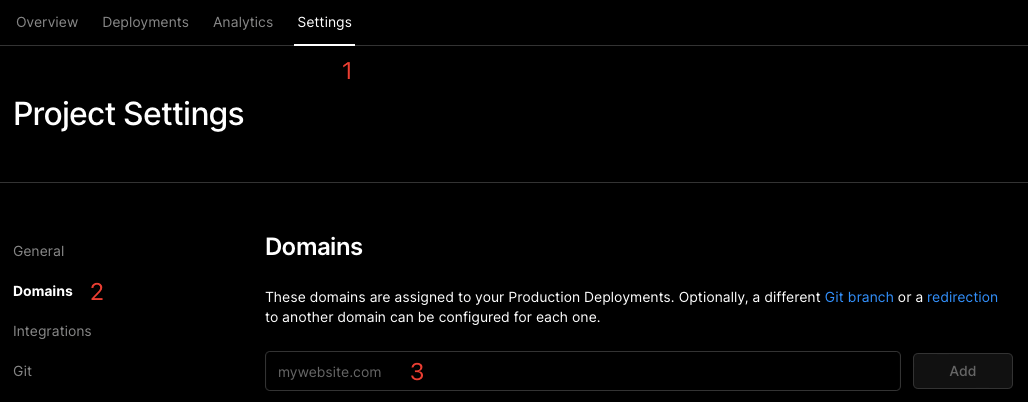 Overview Deployments Analytics Settings
1
Project Settings
General
Domains 2
Integrations
Git
Domains
These domains are assigned to your Production Deployments. Optionally, a different Git branch or a redirection
to another domain can be configured for each one.
mywebsite.com 3 Add